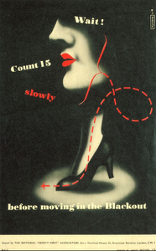 Wait!
Count 15
slowly
before moving in the Blackout